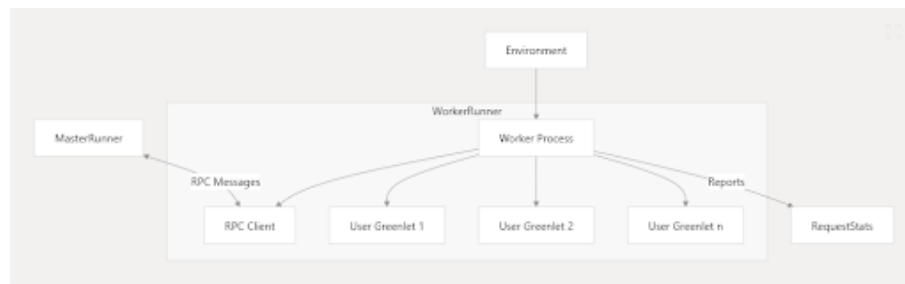 Environment
WorkerRunner
MasterRunner
Worker Process
RPC Messages
Reports
RPC Client
User Greenlet 1
User Greenlet 2
User Greenlet n
RequestStats